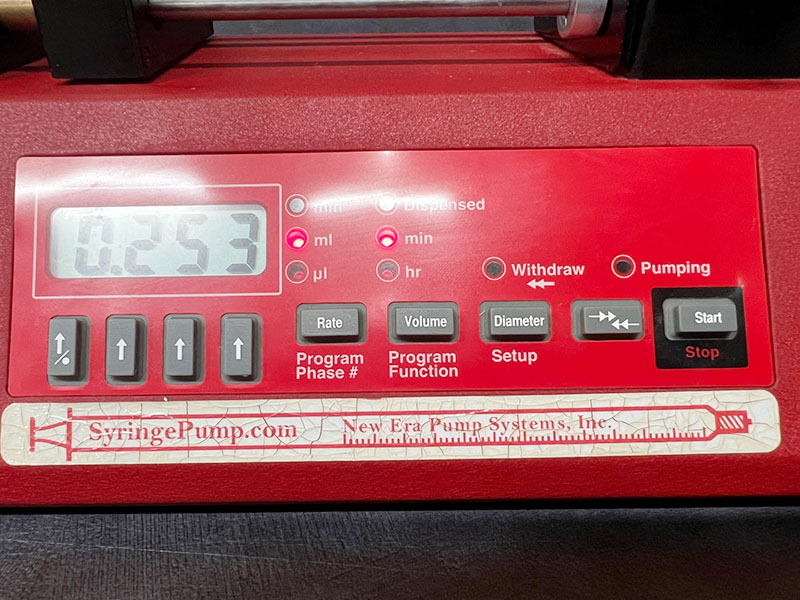 0.253
mm
Dispensed
ml
min
µl
hr
Withdraw
Pumping
Rate
Volume
Diameter
Start
Program
Phase #
Program
Function
Setup
Stop
SyringePump.com
New Era Pump Systems, Inc.